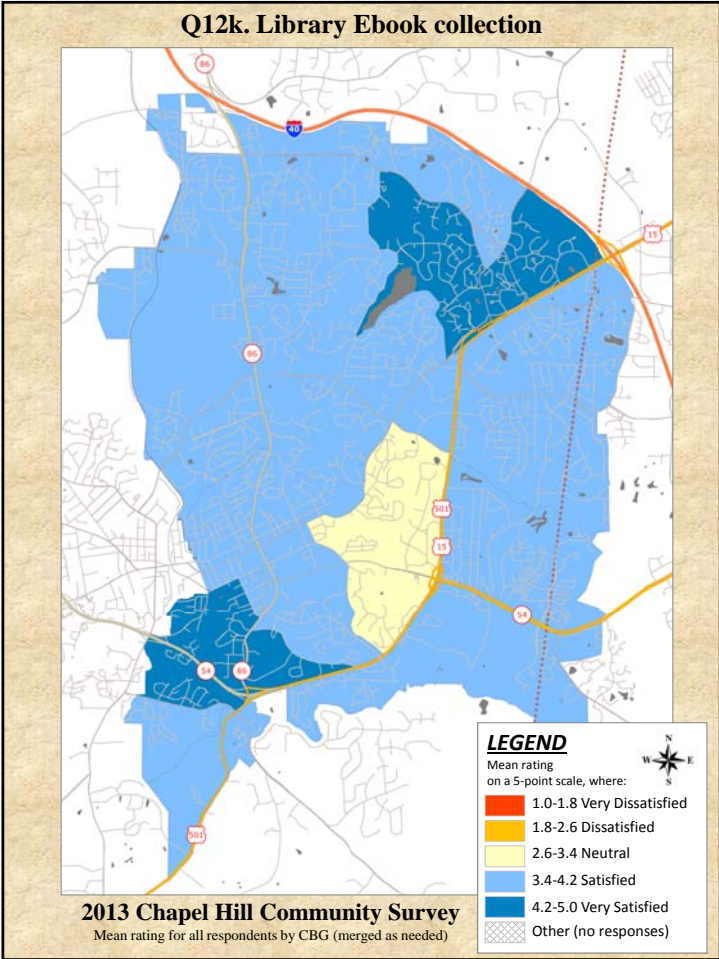 Q12k. Library Ebook collection
86
40
15
86
501
15
54
54
86
501
LEGEND
N
W E
S
Mean rating
on a 5-point scale, where:
1.0-1.8 Very Dissatisfied
1.8-2.6 Dissatisfied
2.6-3.4 Neutral
3.4-4.2 Satisfied
4.2-5.0 Very Satisfied
Other (no responses)
2013 Chapel Hill Community Survey
Mean rating for all respondents by CBG (merged as needed)